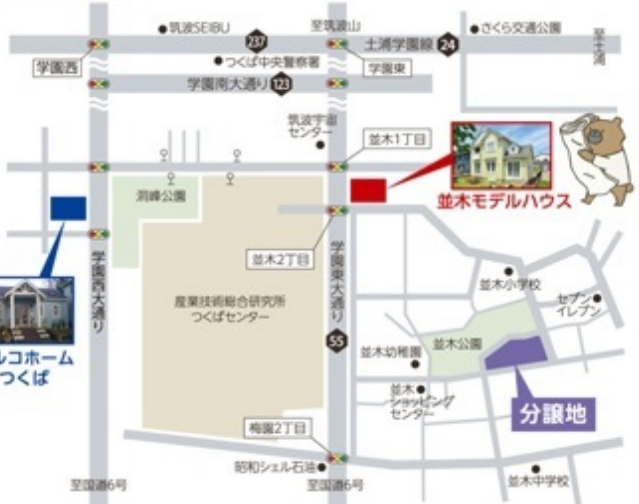 筑波SEIBU
237
至筑波山
土浦学園線
24
さくら交通公園
至土浦
学園西
つくば中央警察署
学園東
学園南大通り
123
筑波宇宙
センター
並木1丁目
並木モデルハウス
洞峰公園
並木2丁目
学園西大通り
学園東大通り
産業技術総合研究所
つくばセンター
並木小学校
セブン
イレブン
55
並木幼稚園
並木公園
ルコホーム
つくば
並木
ショッピング
センター
分譲地
梅園2丁目
昭和シェル石油
至国道6号
至国道6号
並木中学校